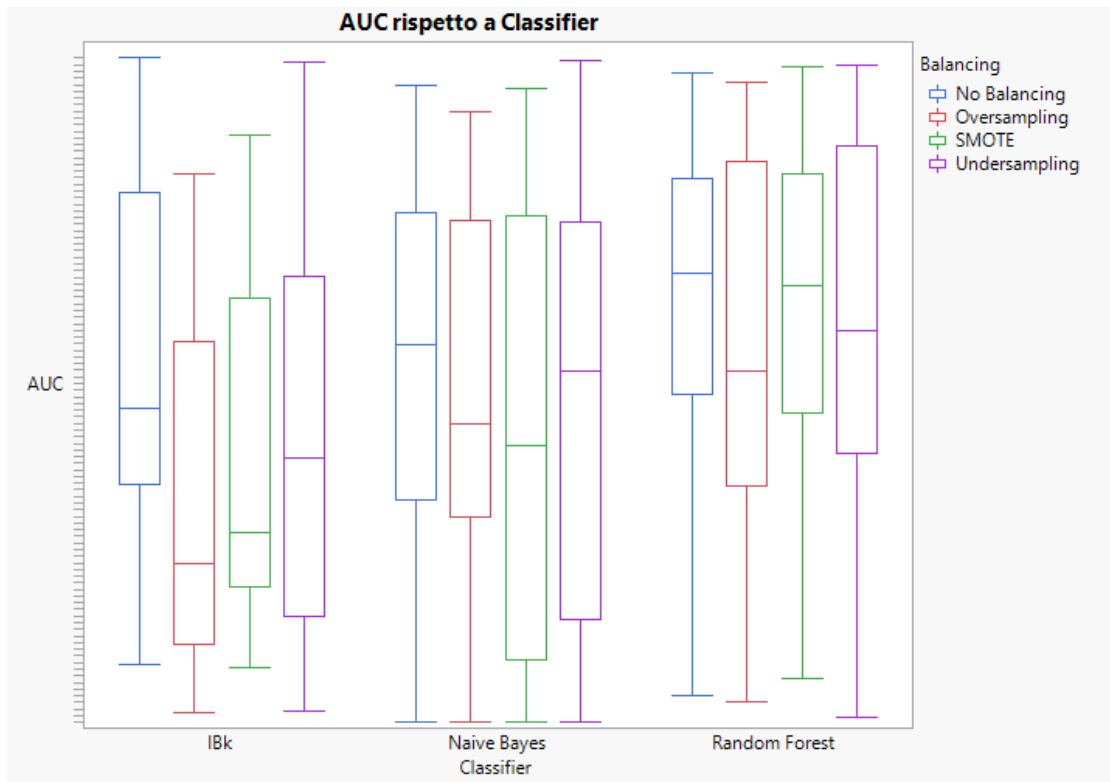 AUC rispetto a Classifier
Balancing
No Balancing
Oversampling
SMOTE
Undersampling
AUC
IBk
Naive Bayes
Random Forest
Classifier